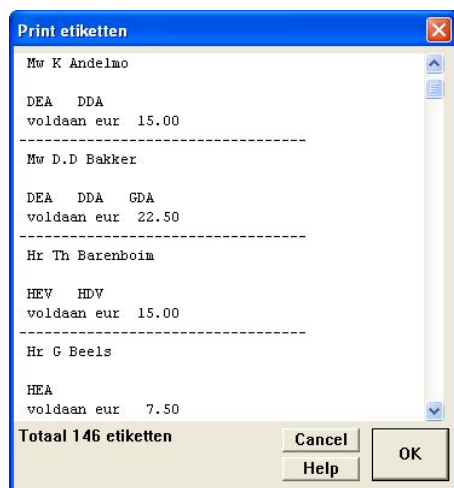 Print etiketten
Mw K Andelmo
DEA DDA
voldaan eur 15.00
--------------------------------
Mw D.D Bakker
DEA DDA GDA
voldaan eur 22.50
--------------------------------
Hr Th Barenboim
HEV HDV
voldaan eur 15.00
--------------------------------
Hr G Beels
HEA
voldaan eur 7.50
Totaal 146 etiketten
Cancel
OK
Help